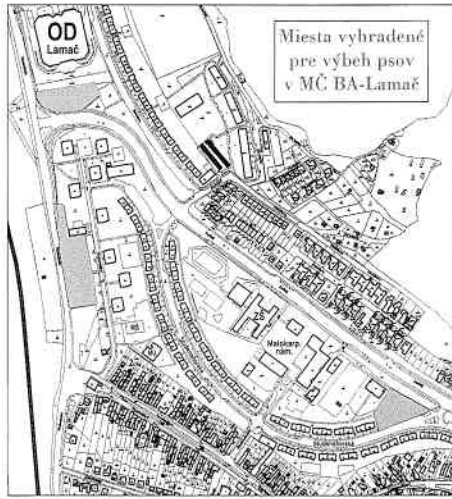 OD
Lamač
Miesta vyhradené
pre výbeh psov
v MČ BA-Lamač
ZŠ
Malokarp.
nám.